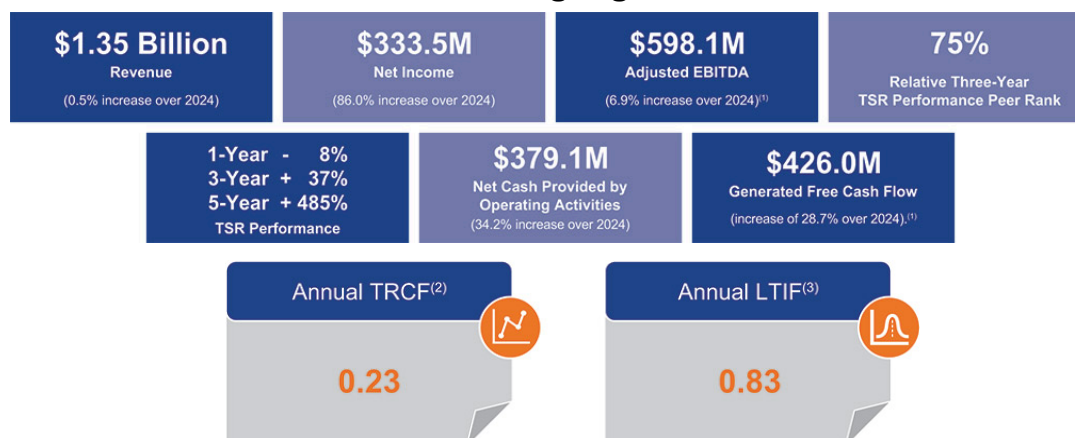 $1.35 Billion
Revenue
(0.5% increase over 2024)
$333.5M
Net Income
(86.0% increase over 2024)
$598.1M
Adjusted EBITDA
(6.9% increase over 2024)(1)
75%
Relative Three-Year
TSR Performance Peer Rank
1-Year - 8%
3-Year + 37%
5-Year + 485%
TSR Performance
$379.1M
Net Cash Provided by
Operating Activities
(34.2% increase over 2024)
$426.0M
Generated Free Cash Flow
(increase of 28.7% over 2024).(1)
Annual TRCF(2)
0.23
Annual LTIF(3)
0.83